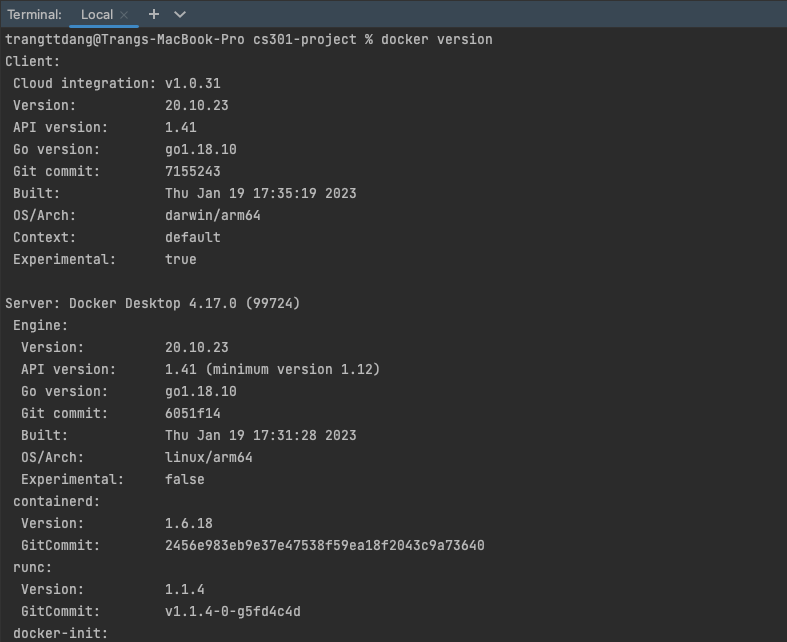 Terminal: Local × + ⌄
trangttdang@Trangs-MacBook-Pro cs301-project % docker version
Client:
 Cloud integration: v1.0.31
 Version:           20.10.23
 API version:       1.41
 Go version:        go1.18.10
 Git commit:        7155243
 Built:             Thu Jan 19 17:35:19 2023
 OS/Arch:           darwin/arm64
 Context:           default
 Experimental:      true

Server: Docker Desktop 4.17.0 (99724)
 Engine:
  Version:          20.10.23
  API version:      1.41 (minimum version 1.12)
  Go version:       go1.18.10
  Git commit:       6051f14
  Built:            Thu Jan 19 17:31:28 2023
  OS/Arch:          linux/arm64
  Experimental:     false
 containerd:
  Version:          1.6.18
  GitCommit:        2456e983eb9e37e47538f59ea18f2043c9a73640
 runc:
  Version:          1.1.4
  GitCommit:        v1.1.4-0-g5fd4c4d
 docker-init: